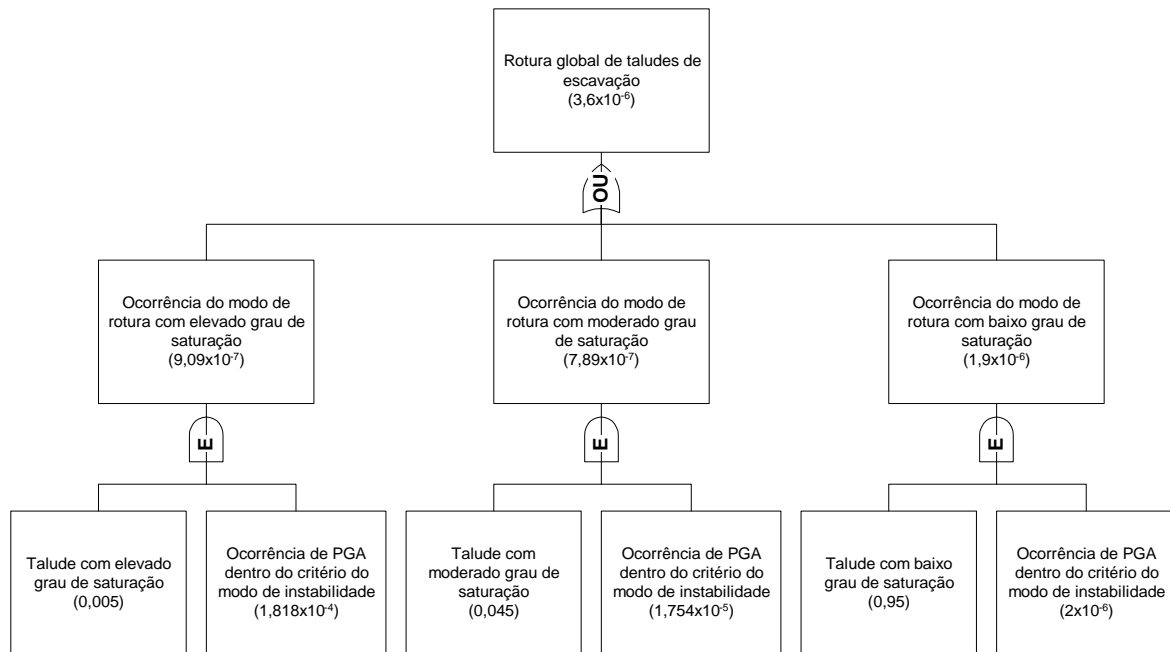 Rotura global de taludes de
escavação
(3,6x10⁻⁶)
OU
Ocorrência do modo de
rotura com elevado grau de
saturação
(9,09x10⁻⁷)
Ocorrência do modo de
rotura com moderado grau
de saturação
(7,89x10⁻⁷)
Ocorrência do modo de
rotura com baixo grau de
saturação
(1,9x10⁻⁶)
E
E
E
Talude com elevado
grau de saturação
(0,005)
Ocorrência de PGA
dentro do critério do
modo de instabilidade
(1,818x10⁻⁴)
Talude com
moderado grau de
saturação
(0,045)
Ocorrência de PGA
dentro do critério do
modo de instabilidade
(1,754x10⁻⁵)
Talude com baixo
grau de saturação
(0,95)
Ocorrência de PGA
dentro do critério do
modo de instabilidade
(2x10⁻⁶)